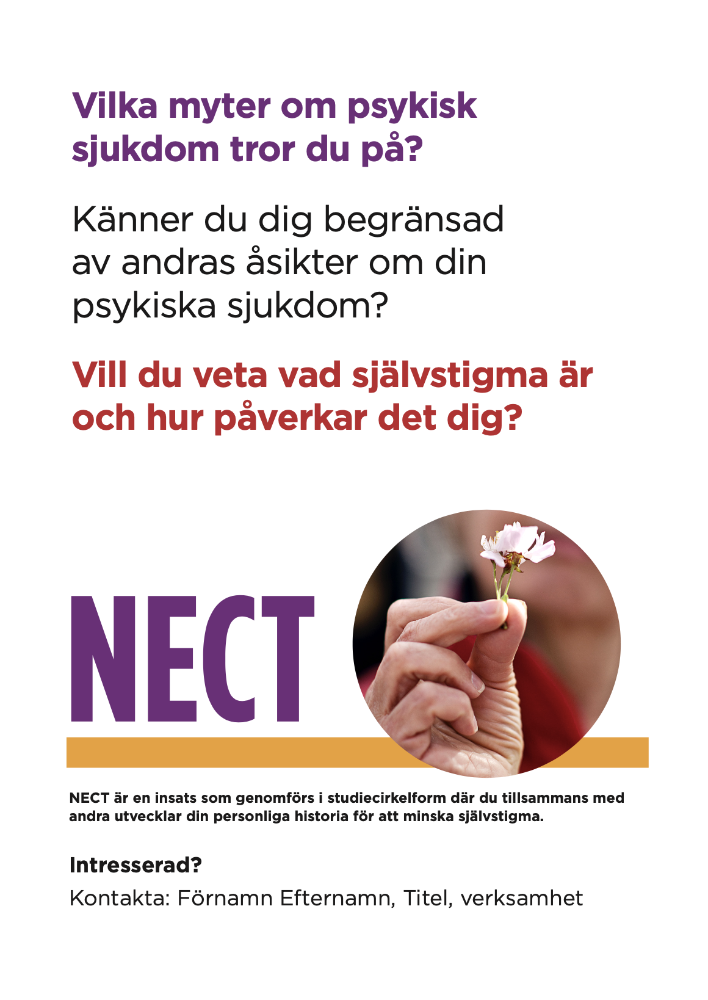 Vilka myter om psykisk
sjukdom tror du på?
Känner du dig begränsad
av andras åsikter om din
psykiska sjukdom?
Vill du veta vad självstigma är
och hur påverkar det dig?
NECT
NECT är en insats som genomförs i studiecirkelform där du tillsammans med
andra utvecklar din personliga historia för att minska självstigma.
Intresserad?
Kontakta: Förnamn Efternamn, Titel, verksamhet